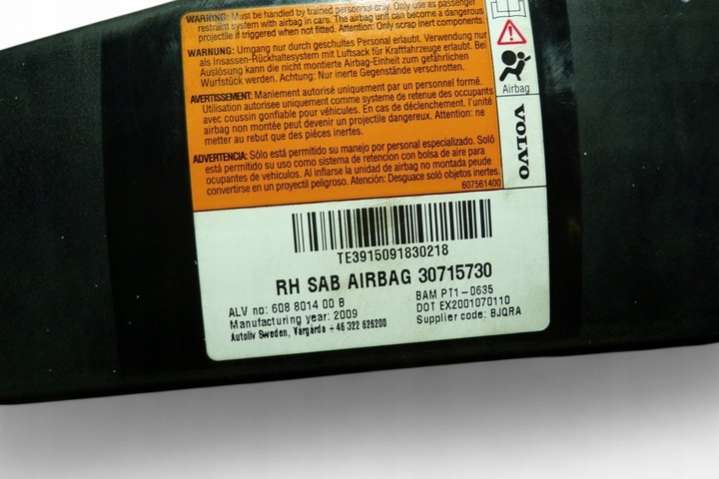 WARNING: Must be handled by trained personnel only. Only use as passenger
restraint system with airbag in cars. The airbag unit can become a dangerous
projectile if triggered when not fitted. Attention: Only scrap inert components.
WARNUNG: Umgang nur durch geschultes Personal erlaubt. Verwendung nur
als Insassen-Rückhaltesystem mit Luftsack für Kraftfahrzeuge erlaubt. Bei
Auslösung kann die nicht montierte Airbag-Einheit zum gefährlichen
Wurfstück werden. Achtung: Nur inerte Gegenstände verschrotten.
AVERTISSEMENT: Maniement autorisé uniquement par un personnel formé.
Utilisation autorisee uniquement comme système de retenue des occupants
avec coussin gonflable pour véhicules. En cas de déclenchement. l'unité
airbag non montée peut devenir un projectile dangereux. Attention: ne
metter au rebut que des pièces inertes.
ADVERTENCIA: Sólo está permitido su manejo por personal especializado. Soló
está permitido su uso como sistema de retención con bolsa de aire para
ocupantes de vehiculos. Al inflarse la unidad de airbag no montada peude
convertirse en un proyectil peligroso. Atención: Desguace soló objetos inertes.
607561400
Airbag
VOLVO
TE3915091830218
RH SAB AIRBAG 30715730
ALV no: 608 8014 00 B
BAM PT1-0635
Manufacturing year: 2009
DOT EX2001070110
Autoliv Sweden, Vårgårda +46 322 626200
Supplier code: BJQRA